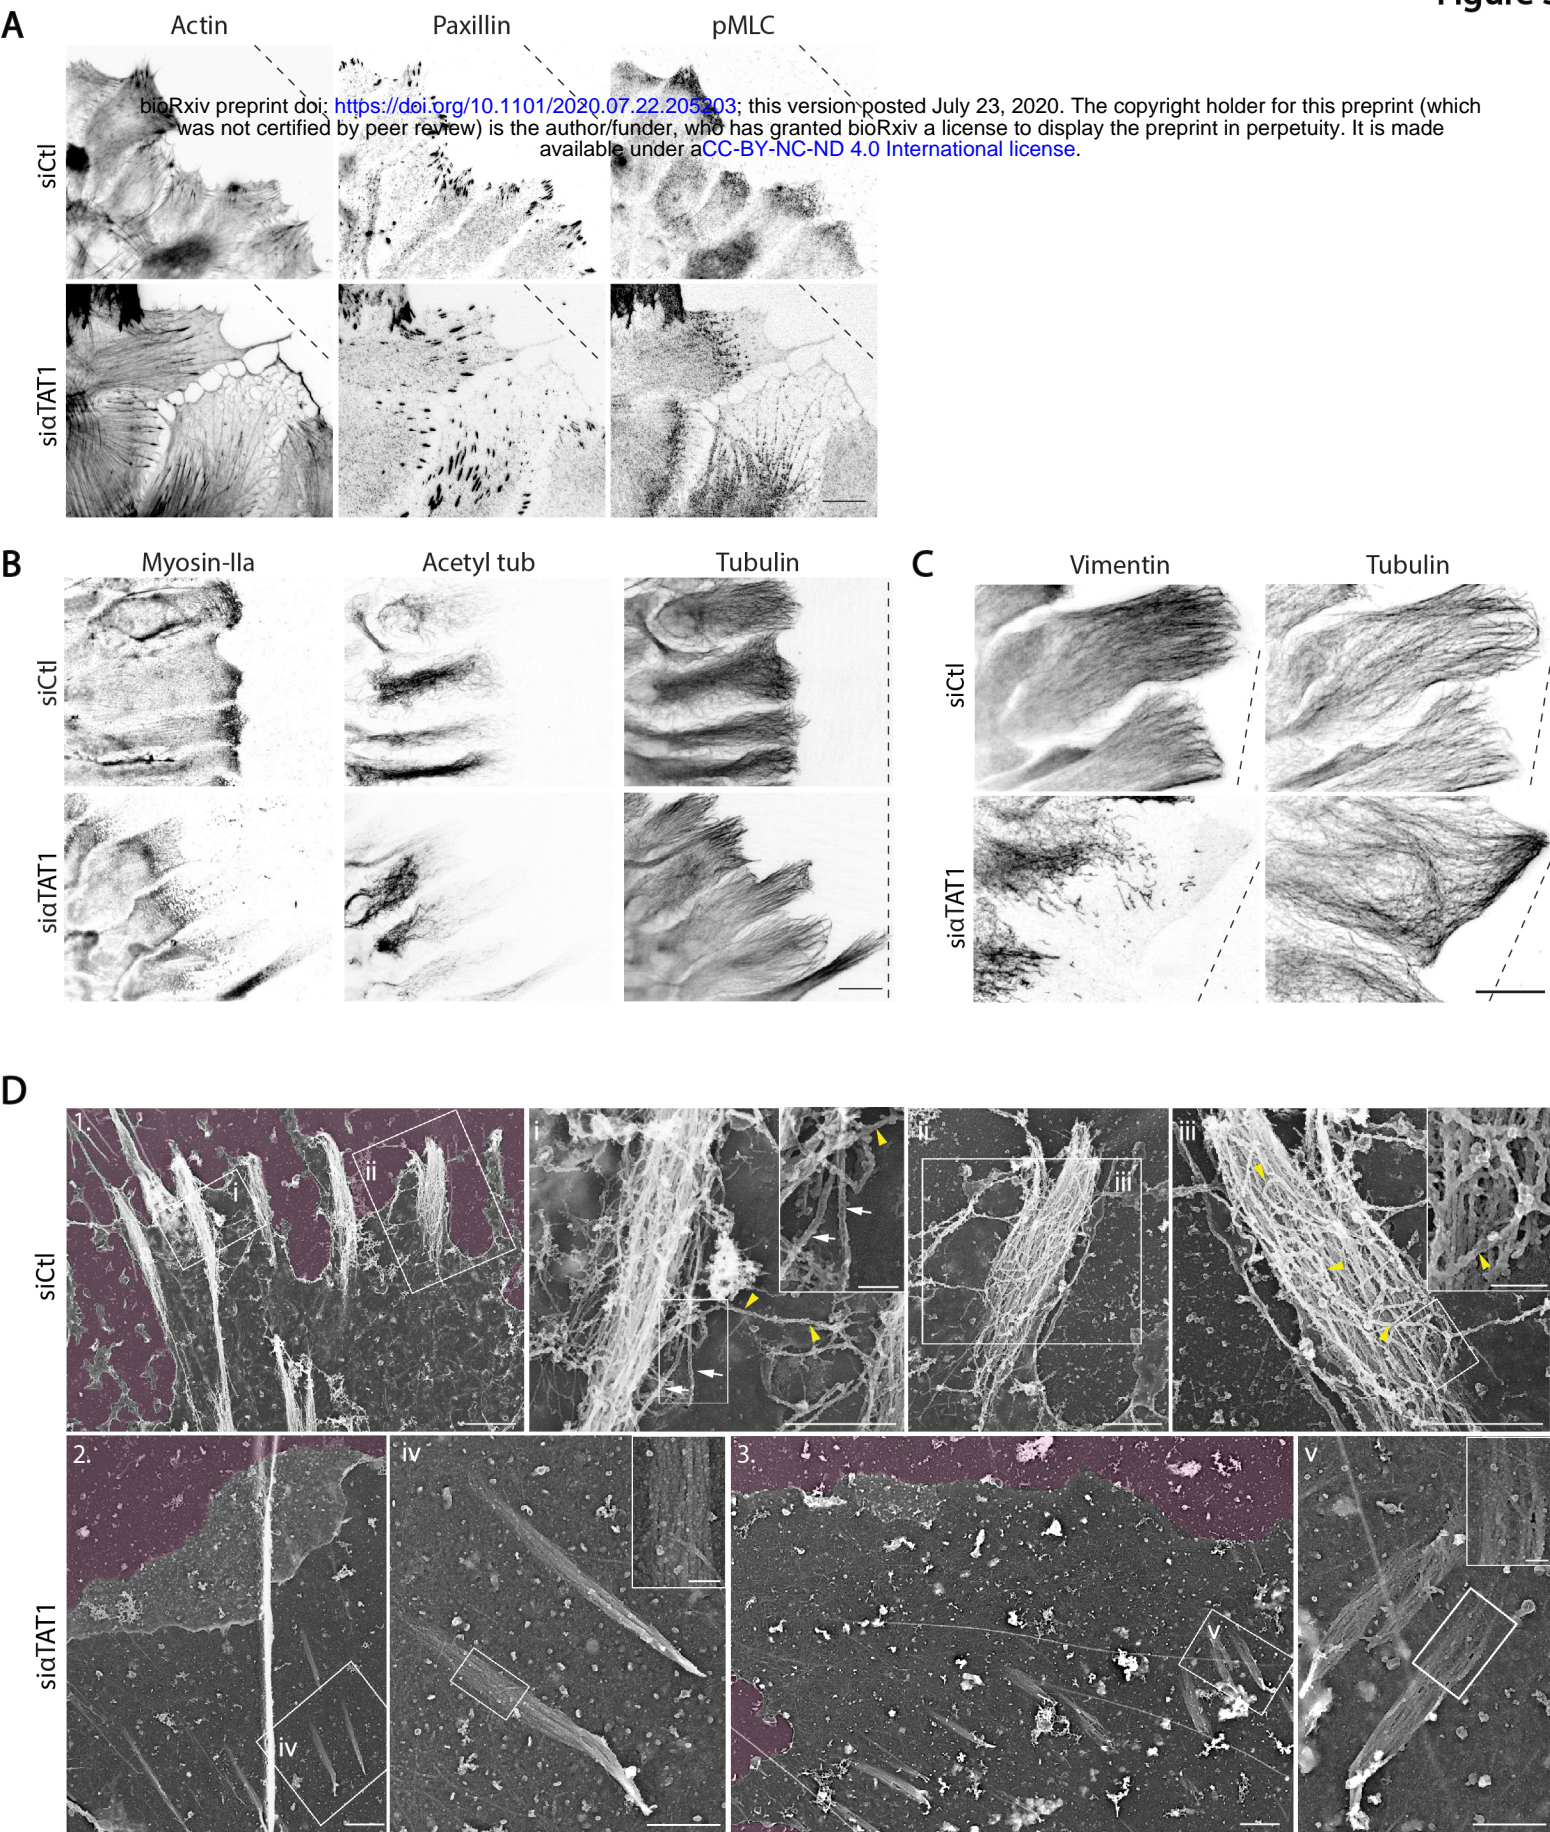 A
Actin
Paxillin
pMLC
bioRxiv preprint doi: https://doi.org/10.1101/2020.07.22.205203; this version posted July 23, 2020. The copyright holder for this preprint (which
was not certified by peer review) is the author/funder, who has granted bioRxiv a license to display the preprint in perpetuity. It is made
available under aCC-BY-NC-ND 4.0 International license.
siCtl
siαTAT1
B
Myosin-IIa
Acetyl tub
Tubulin
siCtl
siαTAT1
C
Vimentin
Tubulin
siCtl
siαTAT1
D
siCtl
1.
i
ii
i
ii
iii
iii
siαTAT1
2.
iv
iv
3.
v
v